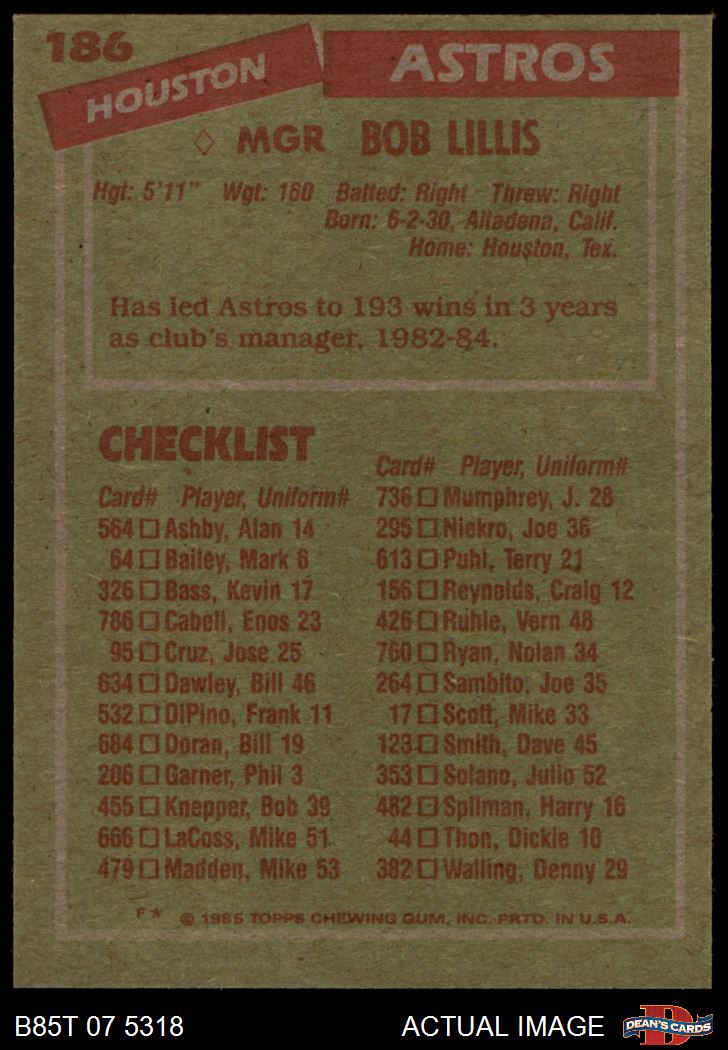 186
HOUSTON ASTROS
MGR BOB LILLIS
Hgt: 5'11" Wgt: 160 Batted: Right Threw: Right
Born: 6-2-30, Altadena, Calif.
Home: Houston, Tex.
Has led Astros to 193 wins in 3 years
as club's manager, 1982-84.
CHECKLIST
Card# Player, Uniform#
564 Ashby, Alan 14
64 Bailey, Mark 6
326 Bass, Kevin 17
786 Cabell, Enos 23
95 Cruz, Jose 25
634 Dawley, Bill 46
532 DiPino, Frank 11
684 Doran, Bill 19
206 Garner, Phil 3
455 Knepper, Bob 39
666 LaCoss, Mike 51
479 Madden, Mike 53
Card# Player, Uniform#
736 Mumphrey, J. 28
295 Niekro, Joe 36
613 Puhl, Terry 21
156 Reynolds, Craig 12
426 Ruhle, Vern 48
760 Ryan, Nolan 34
264 Sambito, Joe 35
17 Scott, Mike 33
123 Smith, Dave 45
353 Solano, Julio 52
482 Spilman, Harry 16
44 Thon, Dickie 10
382 Walling, Denny 29
F* © 1985 TOPPS CHEWING GUM, INC. PRTD. IN U.S.A.
B85T 07 5318 ACTUAL IMAGE
D DEAN'S CARDS